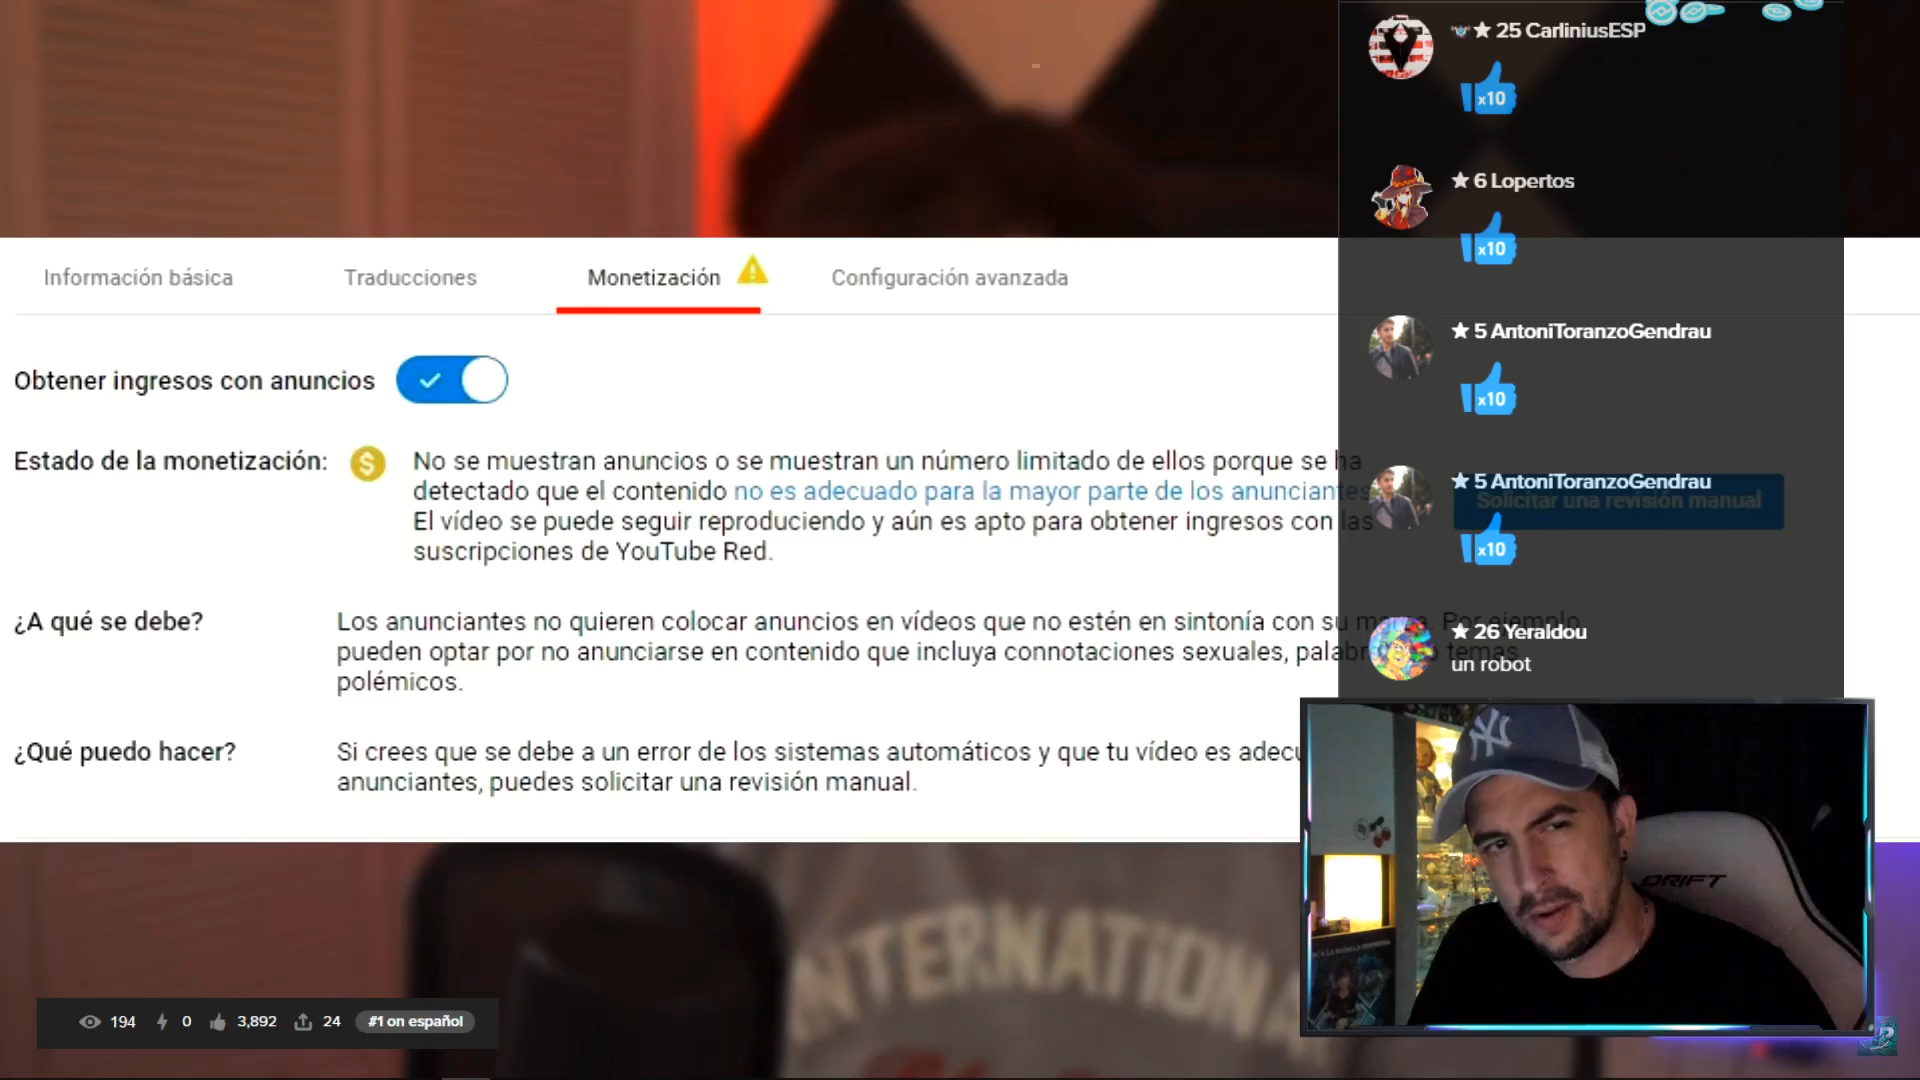 25 CarliniusESP
x10
6 Lopertos
x10
Información básica
Traducciones
Monetización
Configuración avanzada
5 AntoniToranzoGendrau
x10
Obtener ingresos con anuncios
Estado de la monetización:
$
No se muestran anuncios o se muestran un número limitado de ellos porque se ha
detectado que el contenido no es adecuado para la mayor parte de los anunciantes
El vídeo se puede seguir reproduciendo y aún es apto para obtener ingresos con las
suscripciones de YouTube Red.
5 AntoniToranzoGendrau
Solicitar una revisión manual
x10
¿A qué se debe?
Los anunciantes no quieren colocar anuncios en vídeos que no estén en sintonía con su marca. Por ejemplo,
pueden optar por no anunciarse en contenido que incluya connotaciones sexuales, temas
polémicos.
26 Yeraldou
un robot
¿Qué puedo hacer?
Si crees que se debe a un error de los sistemas automáticos y que tu vídeo es
anunciantes, puedes solicitar una revisión manual.
NY
DRIFT
INTERNATIONA
194
0
3,892
24
#1 on español